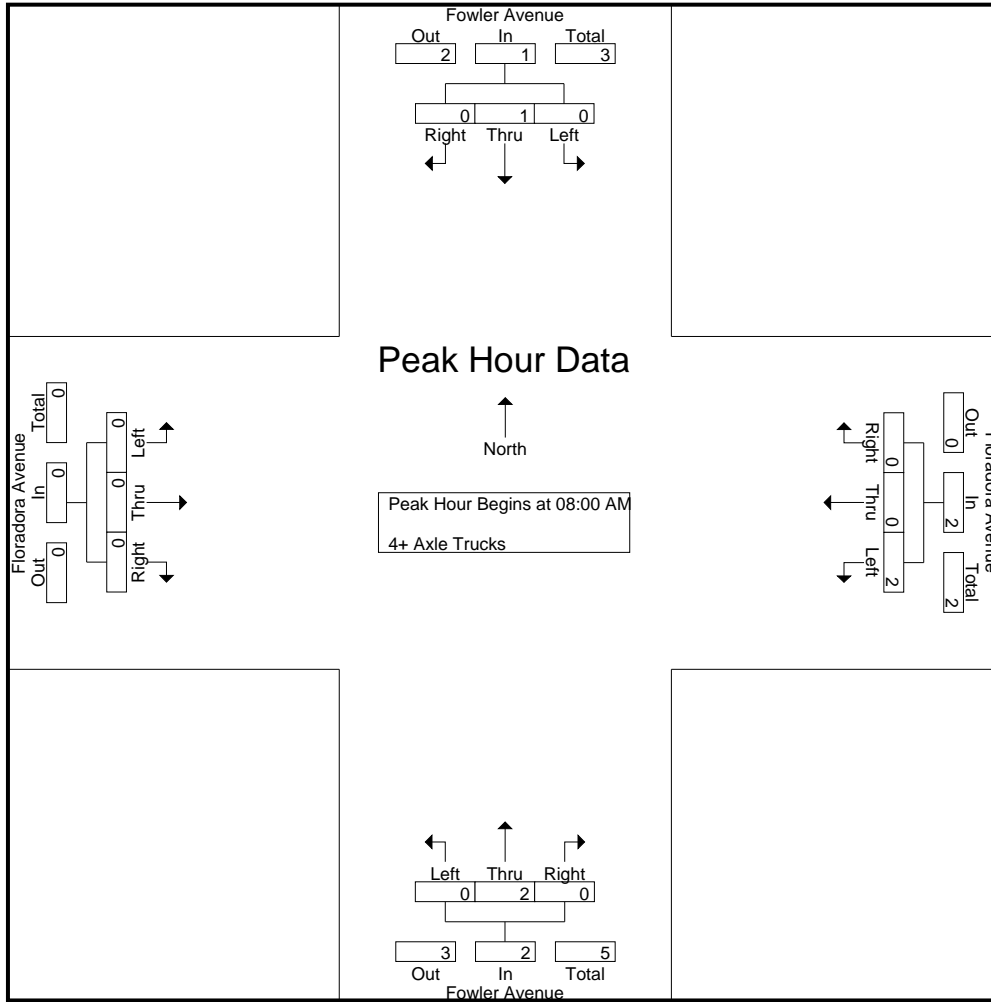 Fowler Avenue
Out In Total
2 1 3
0 1 0
Right Thru Left
Peak Hour Data
North
Peak Hour Begins at 08:00 AM
4+ Axle Trucks
Floradora Avenue
Out In Total
0 0 0
Right Thru Left
0 0 0
Right Thru Left
0 0 2
Out In Total
0 2 2
Avenue
Left Thru Right
0 2 0
3 2 5
Out In Total
Fowler Avenue